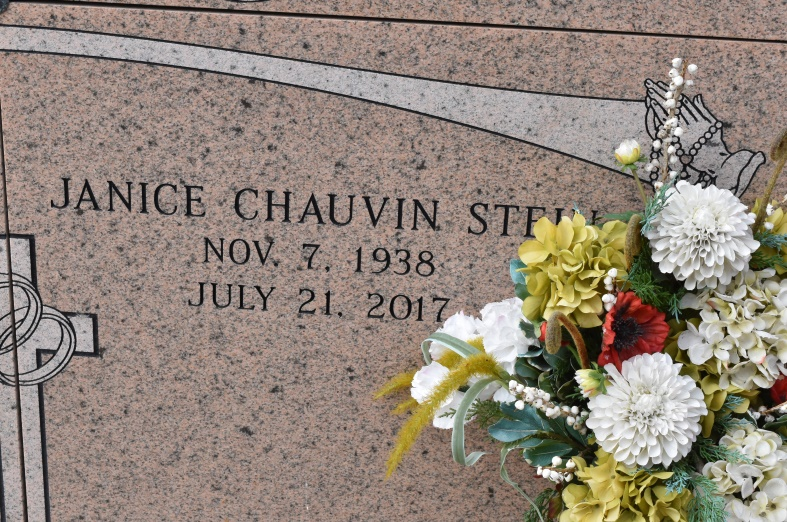 JANICE CHAUVIN
NOV. 7, 1938
JULY 21, 2017